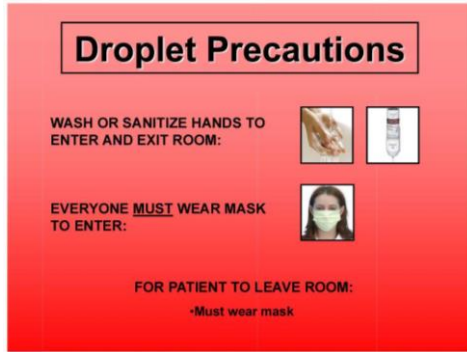 Droplet Precautions
WASH OR SANITIZE HANDS TO
ENTER AND EXIT ROOM:
EVERYONE MUST WEAR MASK
TO ENTER:
FOR PATIENT TO LEAVE ROOM:
•Must wear mask